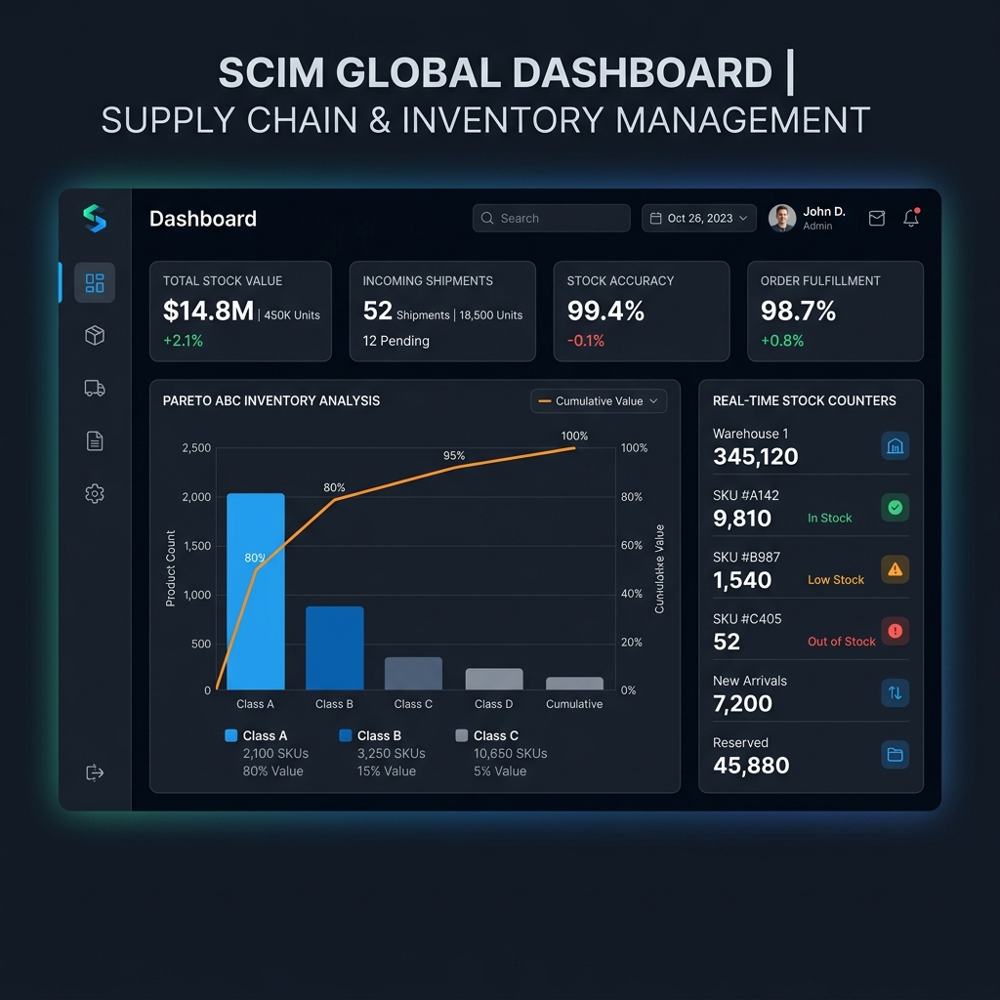 SCIM GLOBAL DASHBOARD |
SUPPLY CHAIN & INVENTORY MANAGEMENT
Dashboard
Search
Oct 26, 2023
John D.
Admin
TOTAL STOCK VALUE
$14.8M | 450K Units
+2.1%
INCOMING SHIPMENTS
52 Shipments | 18,500 Units
12 Pending
STOCK ACCURACY
99.4%
-0.1%
ORDER FULFILLMENT
98.7%
+0.8%
PARETO ABC INVENTORY ANALYSIS
Cumulative Value
Product Count
2,500
2,000
1,500
1,000
500
0
80%
80%
95%
100%
100%
80%
60%
40%
20%
0%
Value
Class A
Class B
Class C
Class D
Cumulative
Class A
2,100 SKUs
80% Value
Class B
3,250 SKUs
15% Value
Class C
10,650 SKUs
5% Value
REAL-TIME STOCK COUNTERS
Warehouse 1
345,120
SKU #A142
9,810
In Stock
SKU #B987
1,540
Low Stock
SKU #C405
52
Out of Stock
New Arrivals
7,200
Reserved
45,880